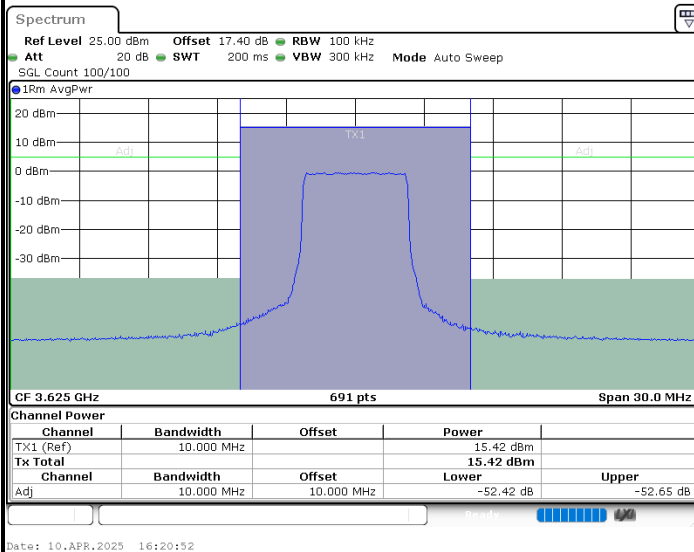 Spectrum
Ref Level 25.00 dBm Offset 17.40 dB RBW 100 kHz
Att 20 dB SWT 200 ms VBW 300 kHz Mode Auto Sweep
SGL Count 100/100
1Rm AvgPwr
20 dBm
TX1
10 dBm
Adj Adj
0 dBm
-10 dBm
-20 dBm
-30 dBm
CF 3.625 GHz 691 pts Span 30.0 MHz
Channel Power
Channel Bandwidth Offset Power
TX1 (Ref) 10.000 MHz 15.42 dBm
Tx Total 15.42 dBm
Channel Bandwidth Offset Lower Upper
Adj 10.000 MHz 10.000 MHz -52.42 dB -52.65 dB
Ready
Date: 10.APR.2025 16:20:52